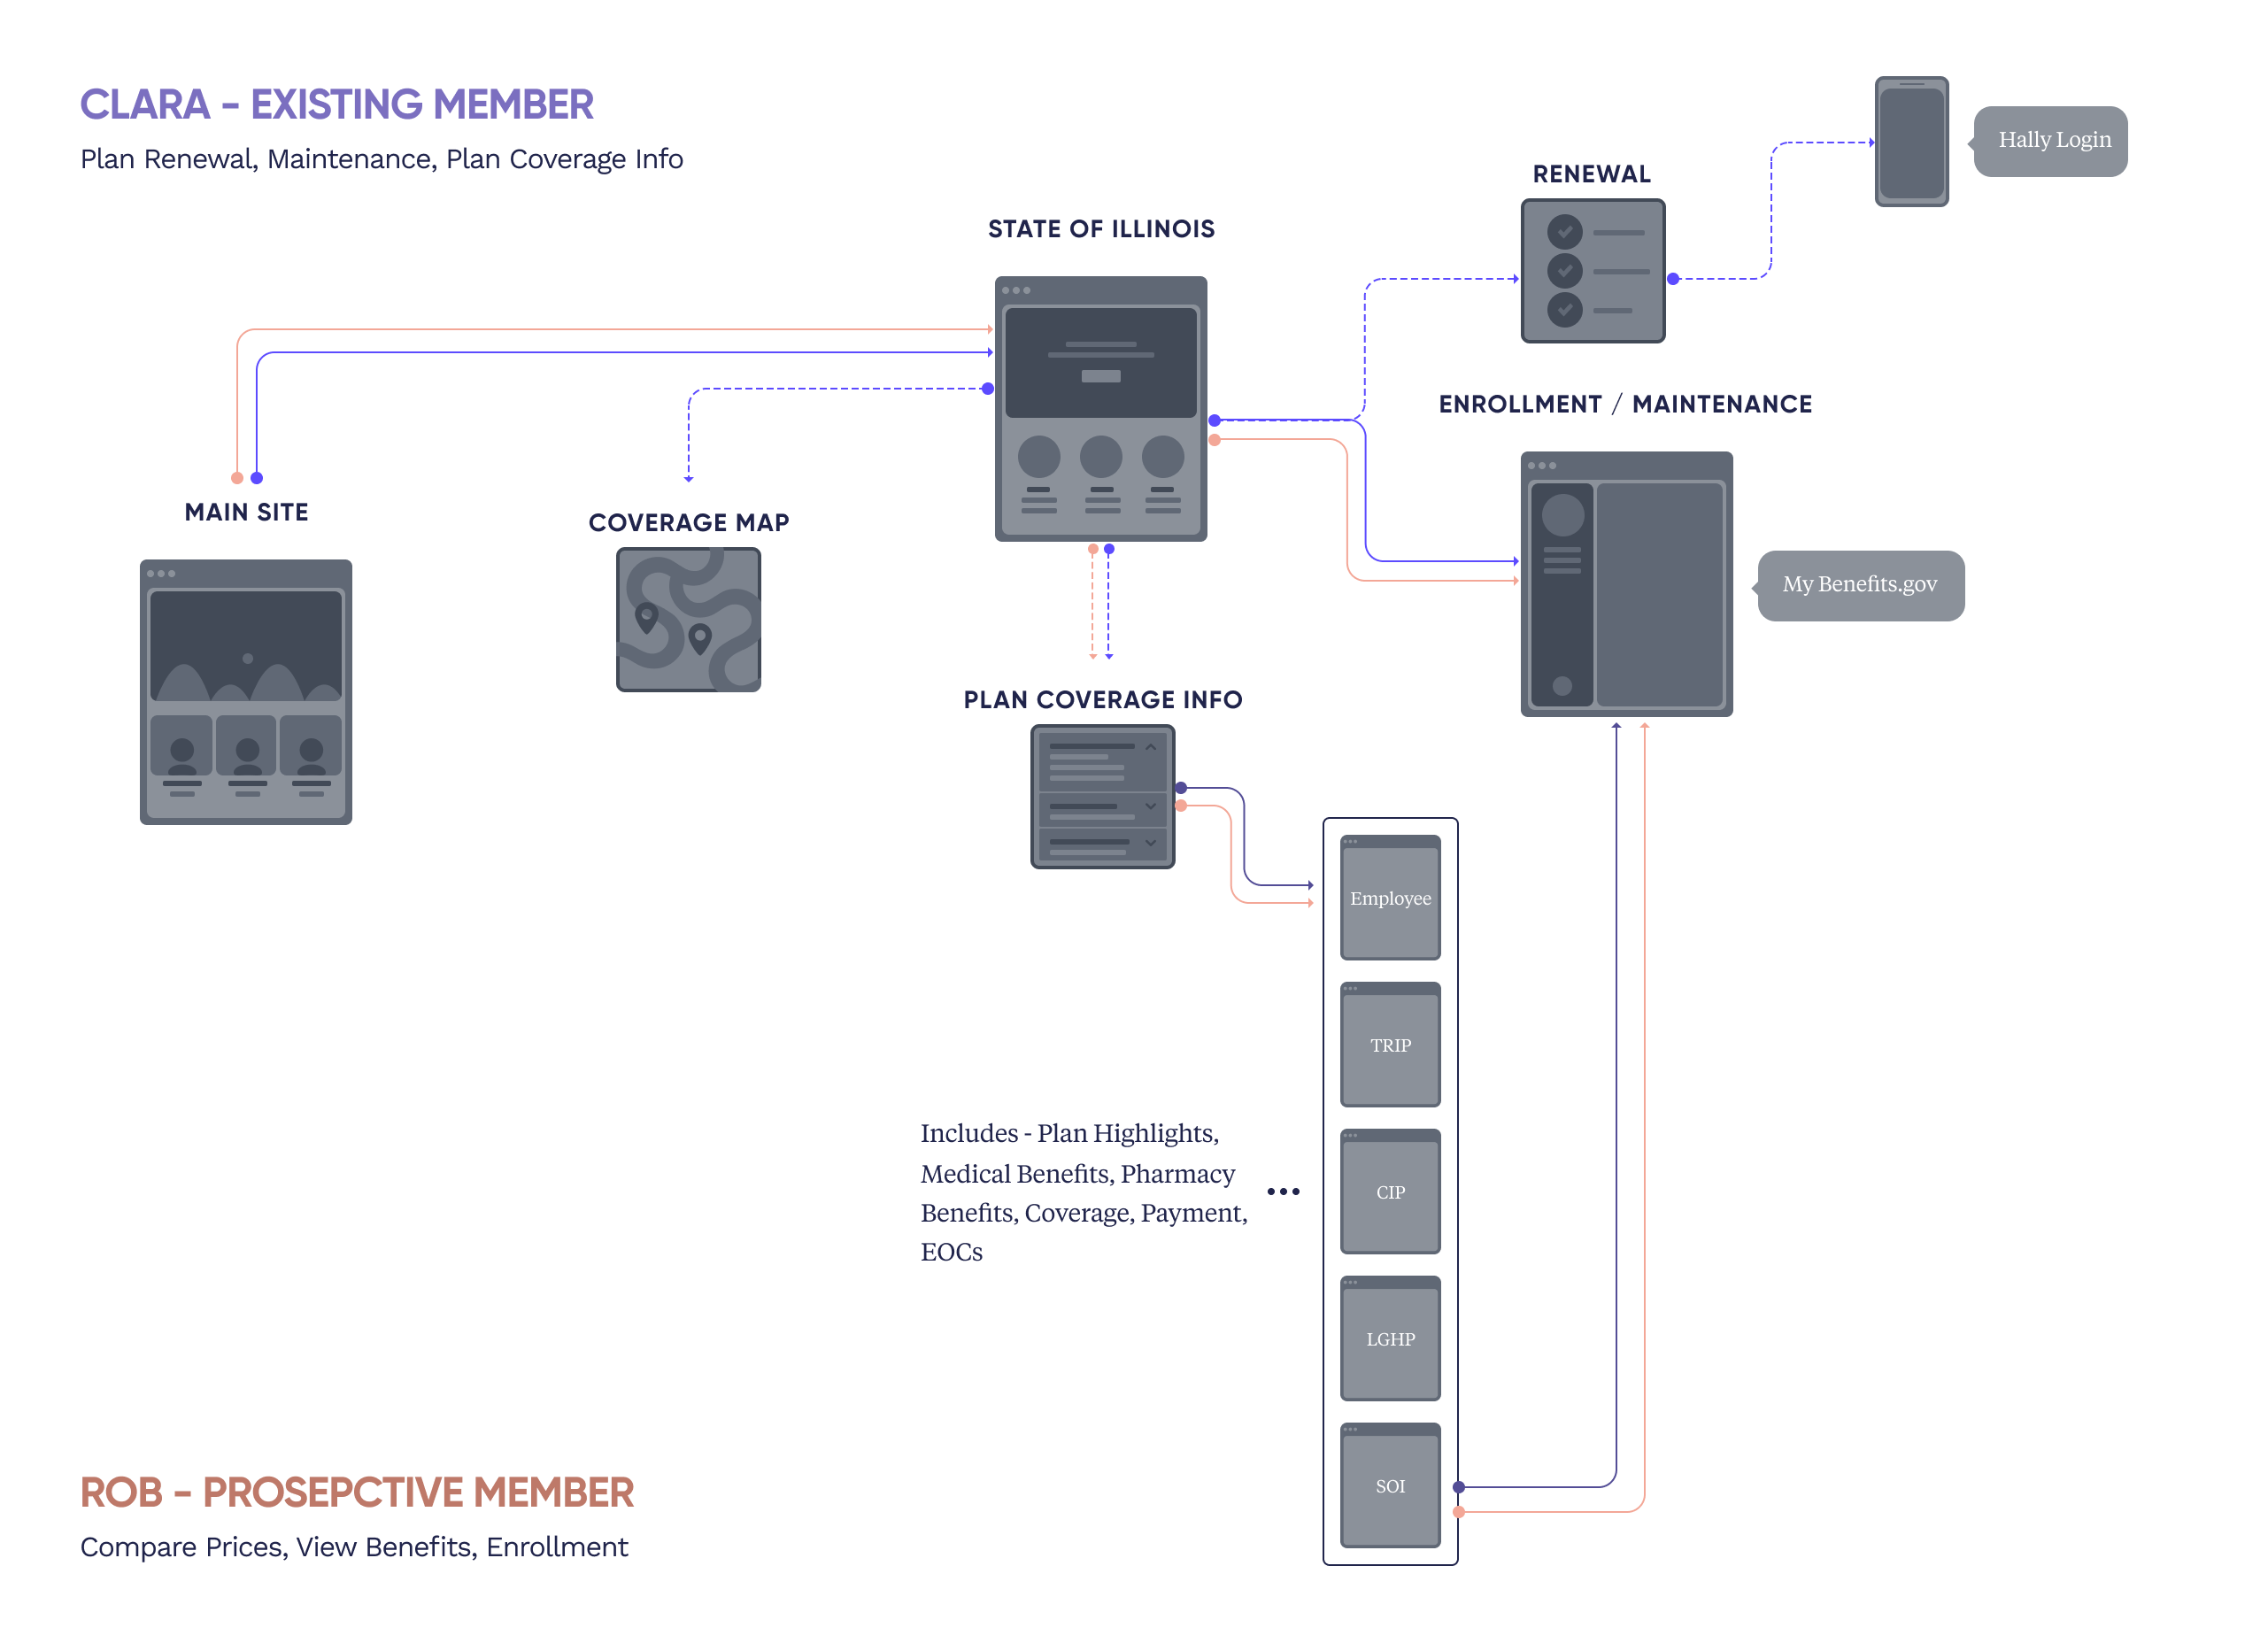 CLARA - EXISTING MEMBER
Plan Renewal, Maintenance, Plan Coverage Info
Hally Login
RENEWAL
STATE OF ILLINOIS
ENROLLMENT / MAINTENANCE
MAIN SITE
COVERAGE MAP
My Benefits.gov
PLAN COVERAGE INFO
Employee
TRIP
Includes - Plan Highlights,
Medical Benefits, Pharmacy
Benefits, Coverage, Payment,
EOCs
CIP
LGHP
SOI
ROB - PROSEPCTIVE MEMBER
Compare Prices, View Benefits, Enrollment